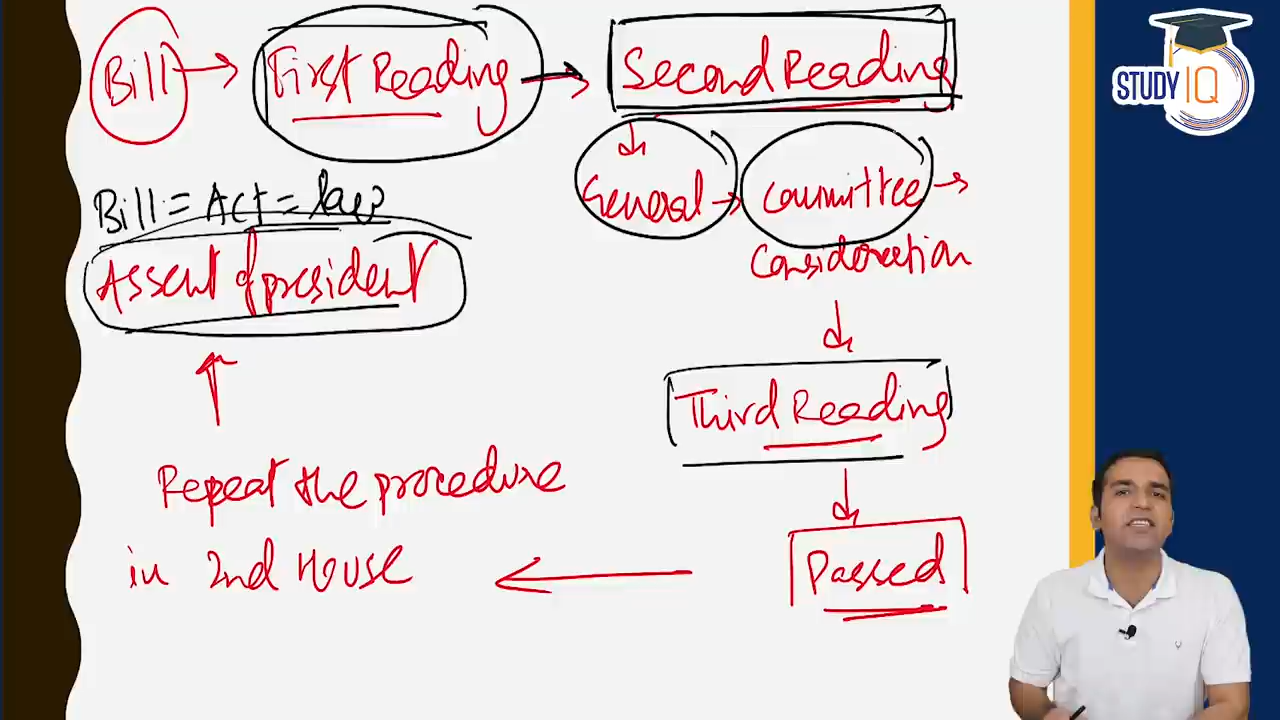 Bill → First Reading → Second Reading
General → Committee →
Consideration
Bill = Act = law
Assent of president
Third Reading
Repeat the procedure
in 2nd House
Passed
STUDY IQ